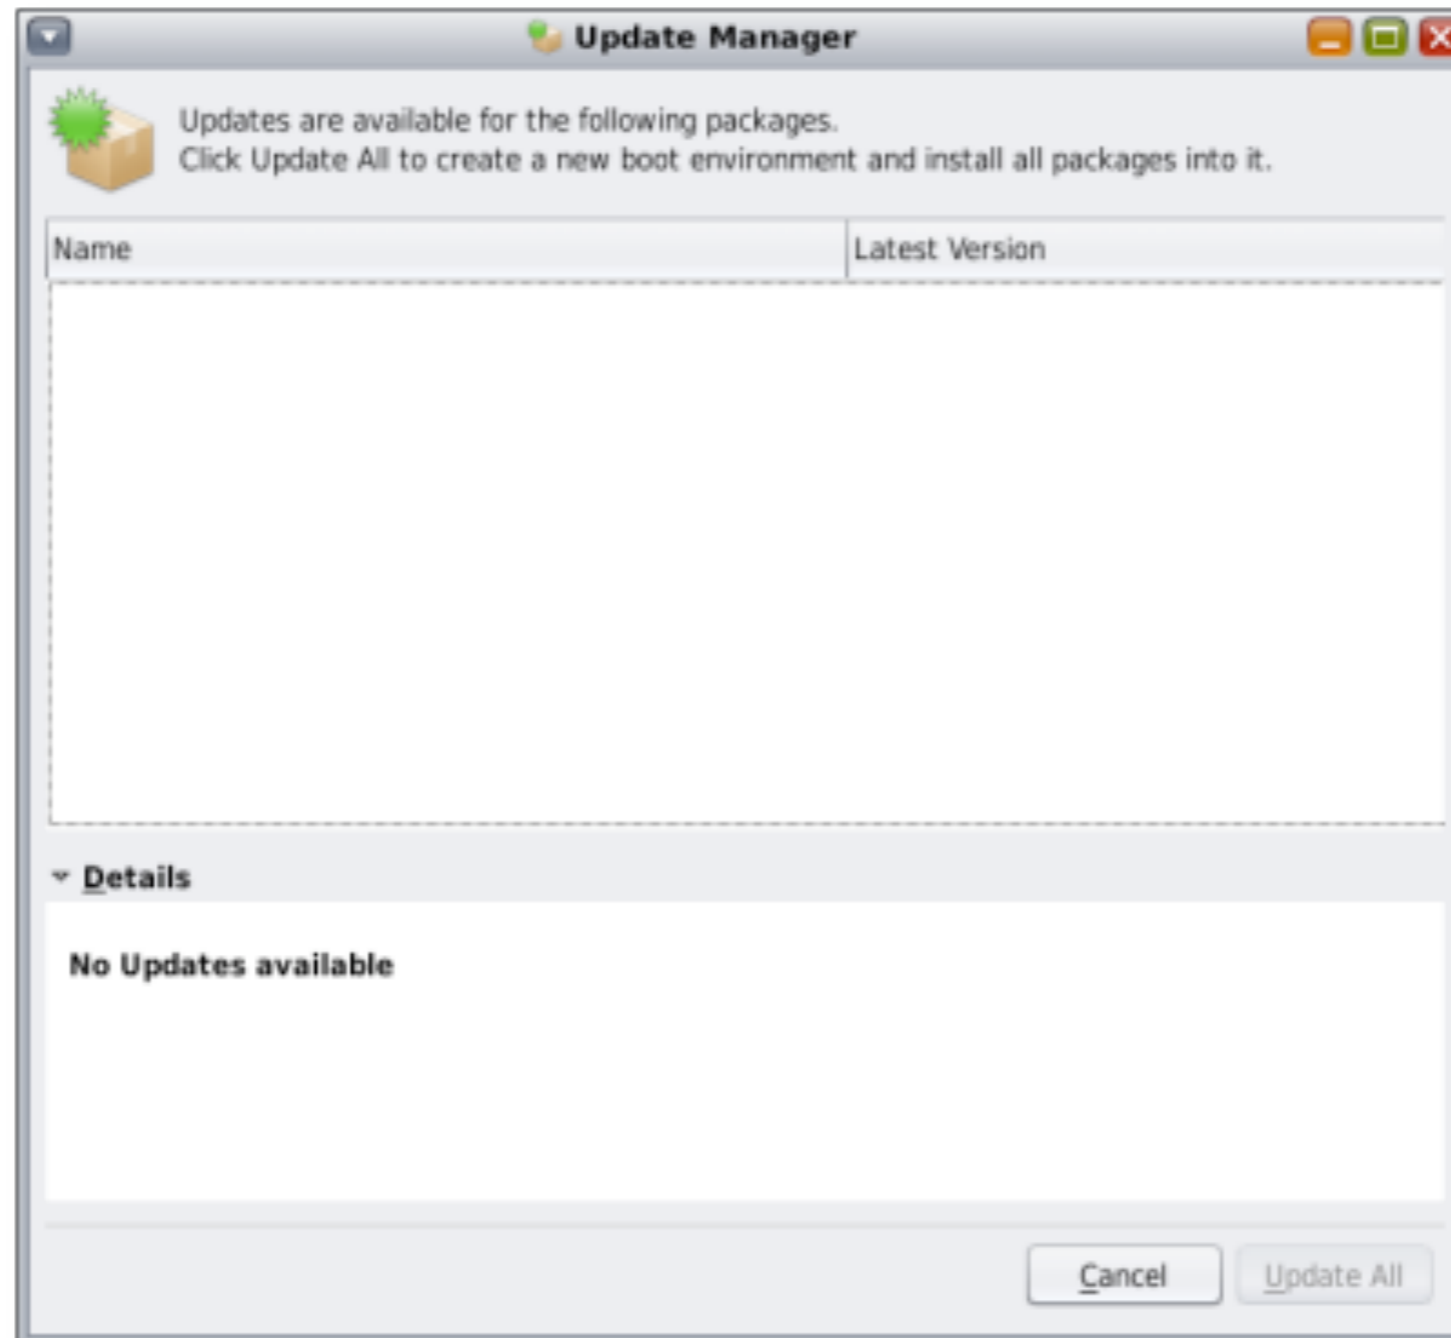 Update Manager
Updates are available for the following packages.
Click Update All to create a new boot environment and install all packages into it.
Name
Latest Version
Details
No Updates available
Cancel
Update All